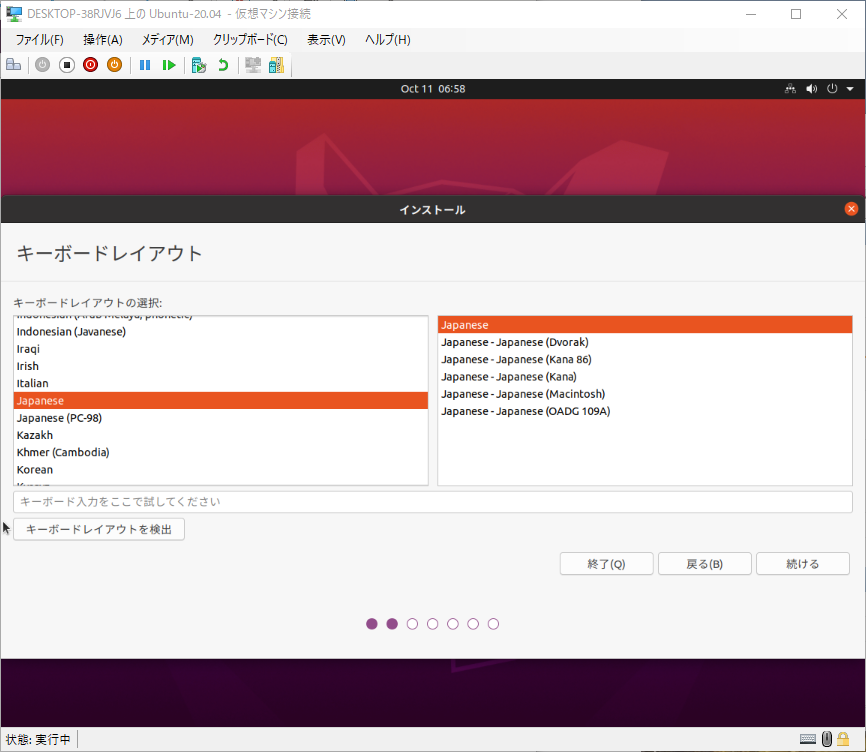 DESKTOP-38RJVJ6 上の Ubuntu-20.04 - 仮想マシン接続
ファイル(F) 操作(A) メディア(M) クリップボード(C) 表示(V) ヘルプ(H)
Oct 11 06:58
インストール
キーボードレイアウト
キーボードレイアウトの選択:
Indonesian (Arab Melayu, phonetic)
Indonesian (Javanese)
Iraqi
Irish
Italian
Japanese
Japanese (PC-98)
Kazakh
Khmer (Cambodia)
Korean
Japanese
Japanese - Japanese (Dvorak)
Japanese - Japanese (Kana 86)
Japanese - Japanese (Kana)
Japanese - Japanese (Macintosh)
Japanese - Japanese (OADG 109A)
キーボード入力をここで試してください
キーボードレイアウトを検出
終了(Q) 戻る(B) 続ける
状態: 実行中